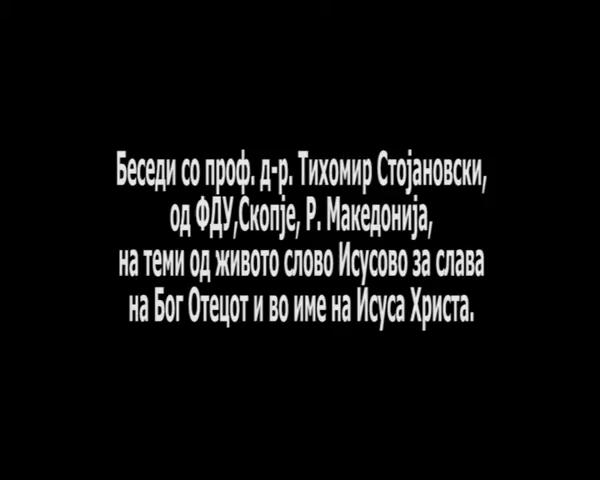 Беседи со проф. д-р. Тихомир Стојановски,
од ФДУ,Скопје, Р. Македонија,
на теми од живото слово Исусово за слава
на Бог Отецот и во име на Исуса Христа.